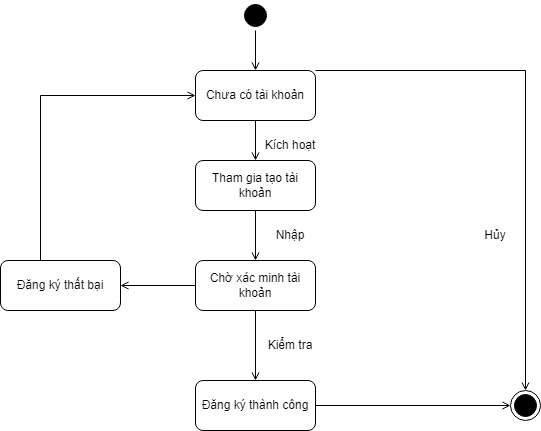 Chưa có tài khoản
Kích hoạt
Tham gia tạo tài
khoản
Nhập
Hủy
Chờ xác minh tài
khoản
Đăng ký thất bại
Kiểm tra
Đăng ký thành công